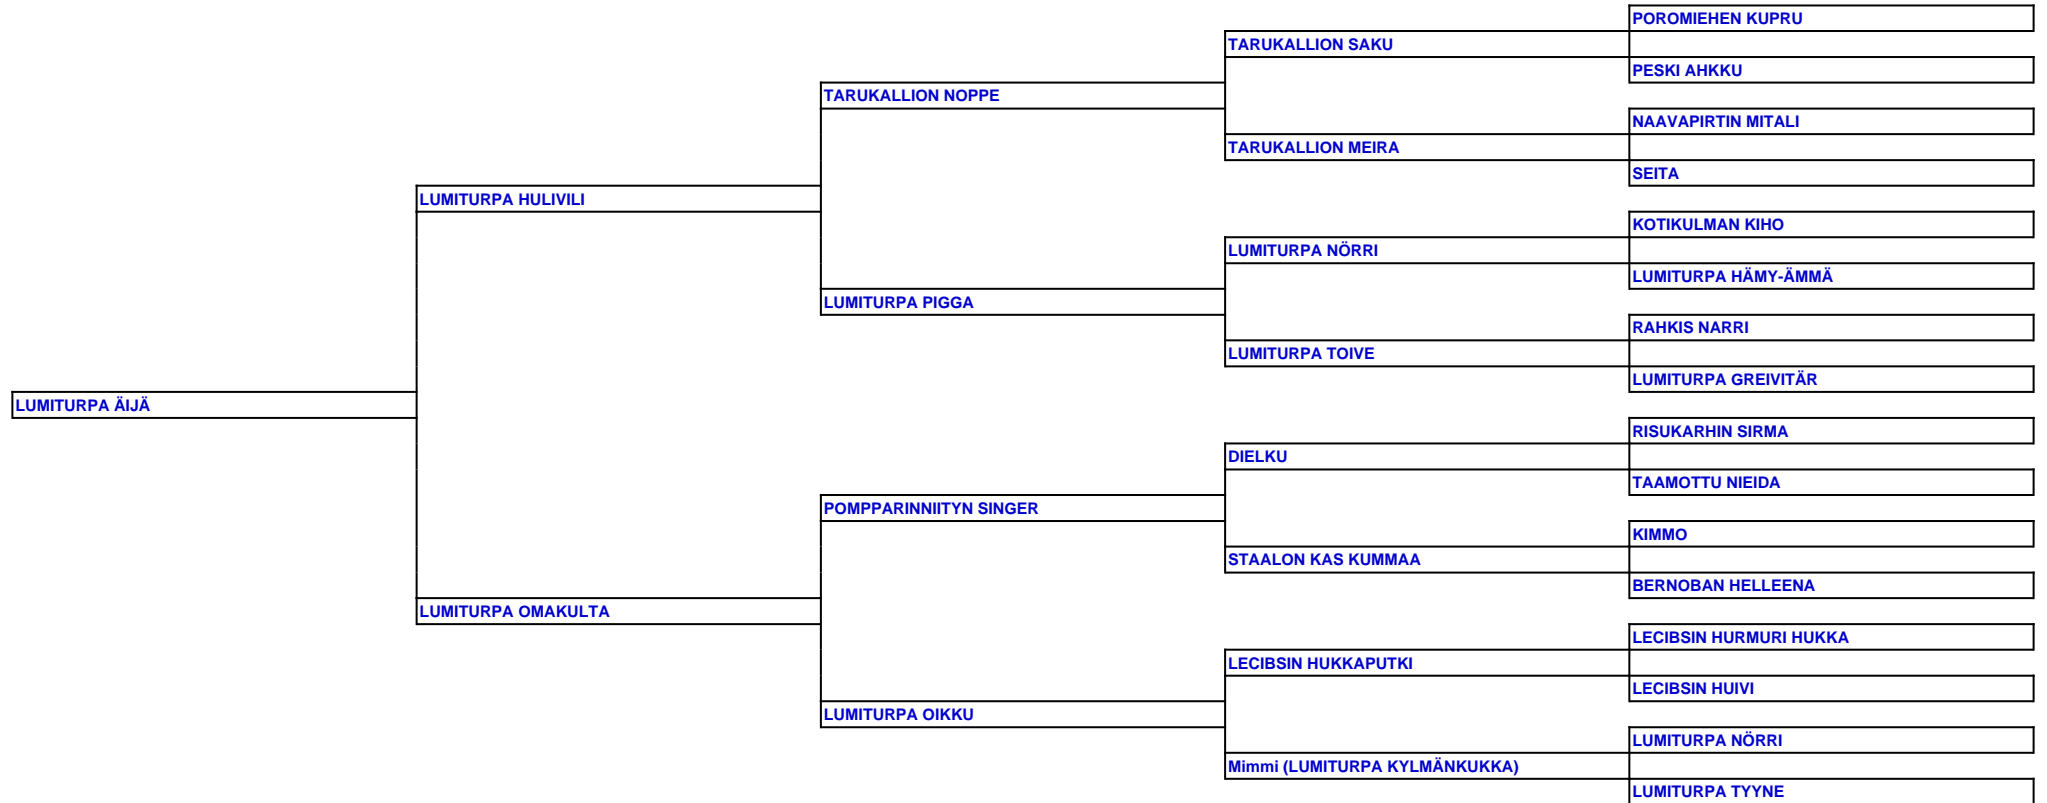 POROMIEHEN KUPRU
TARUKALLION SAKU
PESKI AHKKU
TARUKALLION NOPPE
NAAVAPIRTIN MITALI
TARUKALLION MEIRA
SEITA
LUMITURPA HULIVILI
KOTIKULMAN KIHO
LUMITURPA NÖRRI
LUMITURPA HÄMY-ÄMMÄ
LUMITURPA PIGGA
RAHKIS NARRI
LUMITURPA TOIVE
LUMITURPA GREIVITÄR
LUMITURPA ÄIJÄ
RISUKARHIN SIRMA
DIELKU
TAAMOTTU NIEIDA
POMPPARINNIITYN SINGER
KIMMO
STAALON KAS KUMMAA
BERNOBAN HELLEENA
LUMITURPA OMAKULTA
LECIBSIN HURMURI HUKKA
LECIBSIN HUKKAPUTKI
LECIBSIN HUIVI
LUMITURPA OIKKU
LUMITURPA NÖRRI
Mimmi (LUMITURPA KYLMÄNKUKKA)
LUMITURPA TYYNE